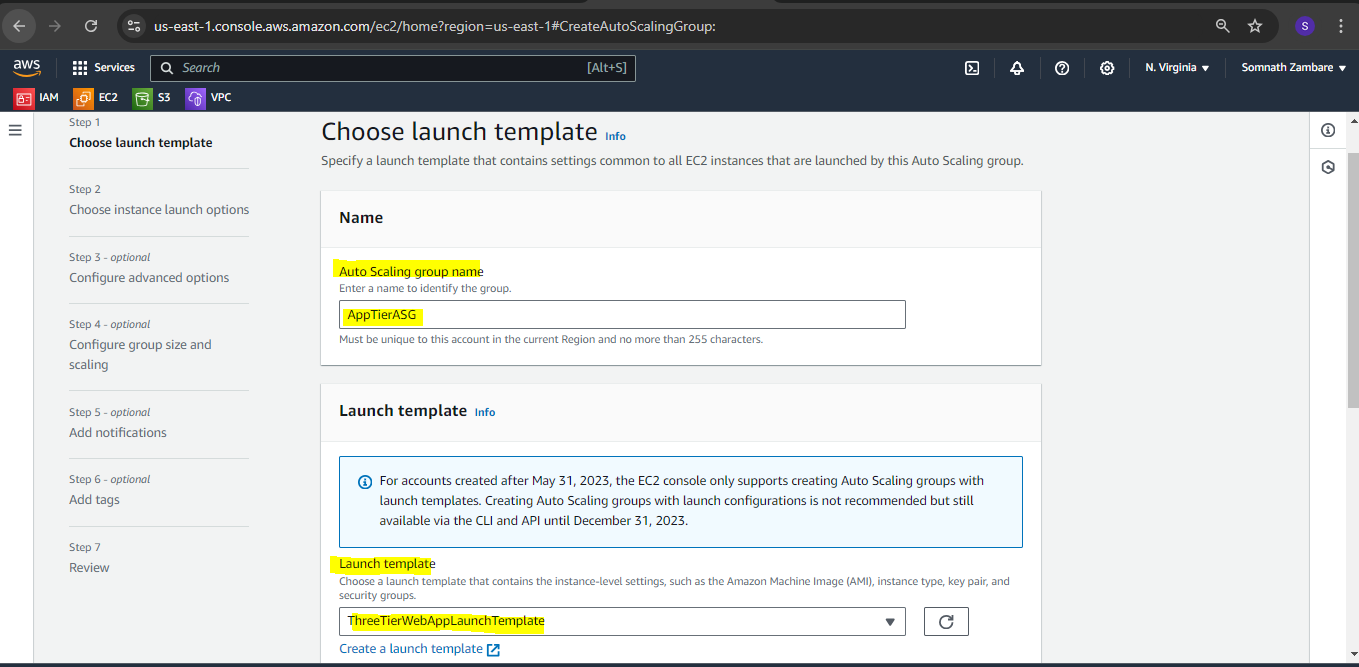 us-east-1.console.aws.amazon.com/ec2/home?region=us-east-1#CreateAutoScalingGroup:
S
aws
Services
Search
[Alt+S]
N. Virginia
Somnath Zambare
IAM
EC2
S3
VPC
Step 1
Choose launch template
Step 2
Choose instance launch options
Step 3 - optional
Configure advanced options
Step 4 - optional
Configure group size and
scaling
Step 5 - optional
Add notifications
Step 6 - optional
Add tags
Step 7
Review
Choose launch template Info
Specify a launch template that contains settings common to all EC2 instances that are launched by this Auto Scaling group.
Name
Auto Scaling group name
Enter a name to identify the group.
AppTierASG
Must be unique to this account in the current Region and no more than 255 characters.
Launch template Info
For accounts created after May 31, 2023, the EC2 console only supports creating Auto Scaling groups with
launch templates. Creating Auto Scaling groups with launch configurations is not recommended but still
available via the CLI and API until December 31, 2023.
Launch template
Choose a launch template that contains the instance-level settings, such as the Amazon Machine Image (AMI), instance type, key pair, and
security groups.
ThreeTierWebAppLaunchTemplate
Create a launch template